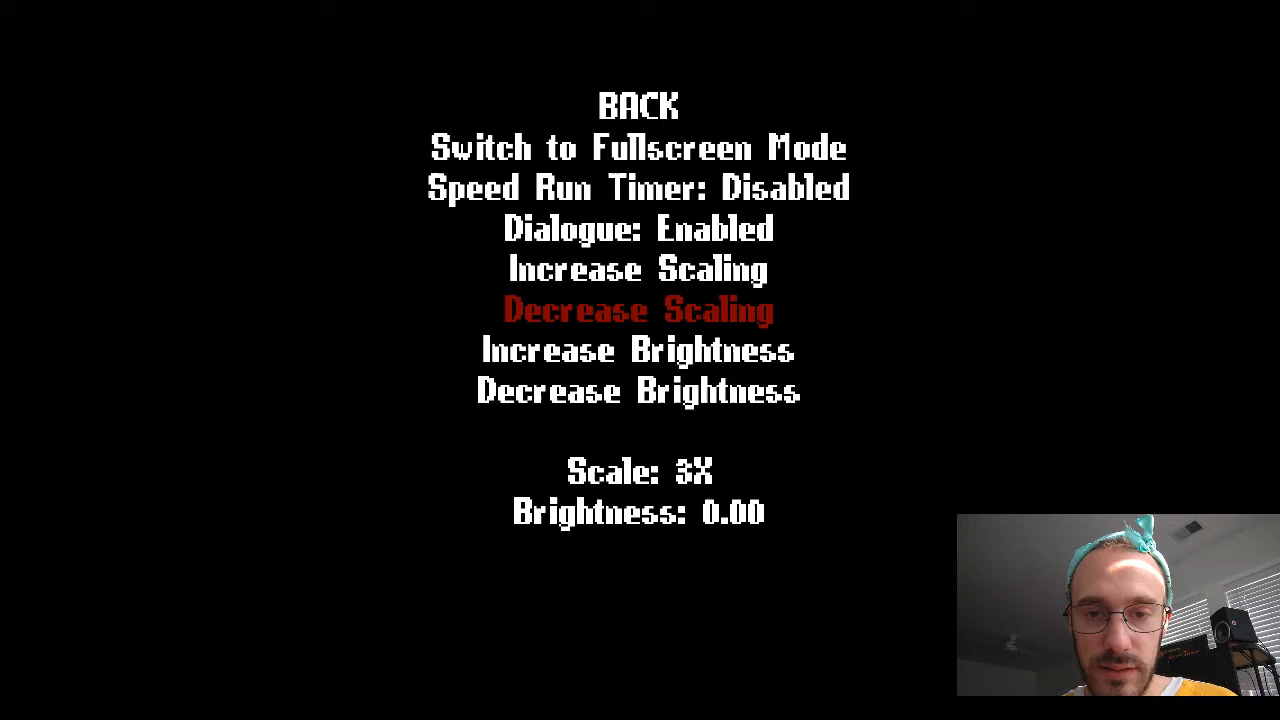 BACK
Switch to Fullscreen Mode
Speed Run Timer: Disabled
Dialogue: Enabled
Increase Scaling
Decrease Scaling
Increase Brightness
Decrease Brightness
Scale: 3X
Brightness: 0.00